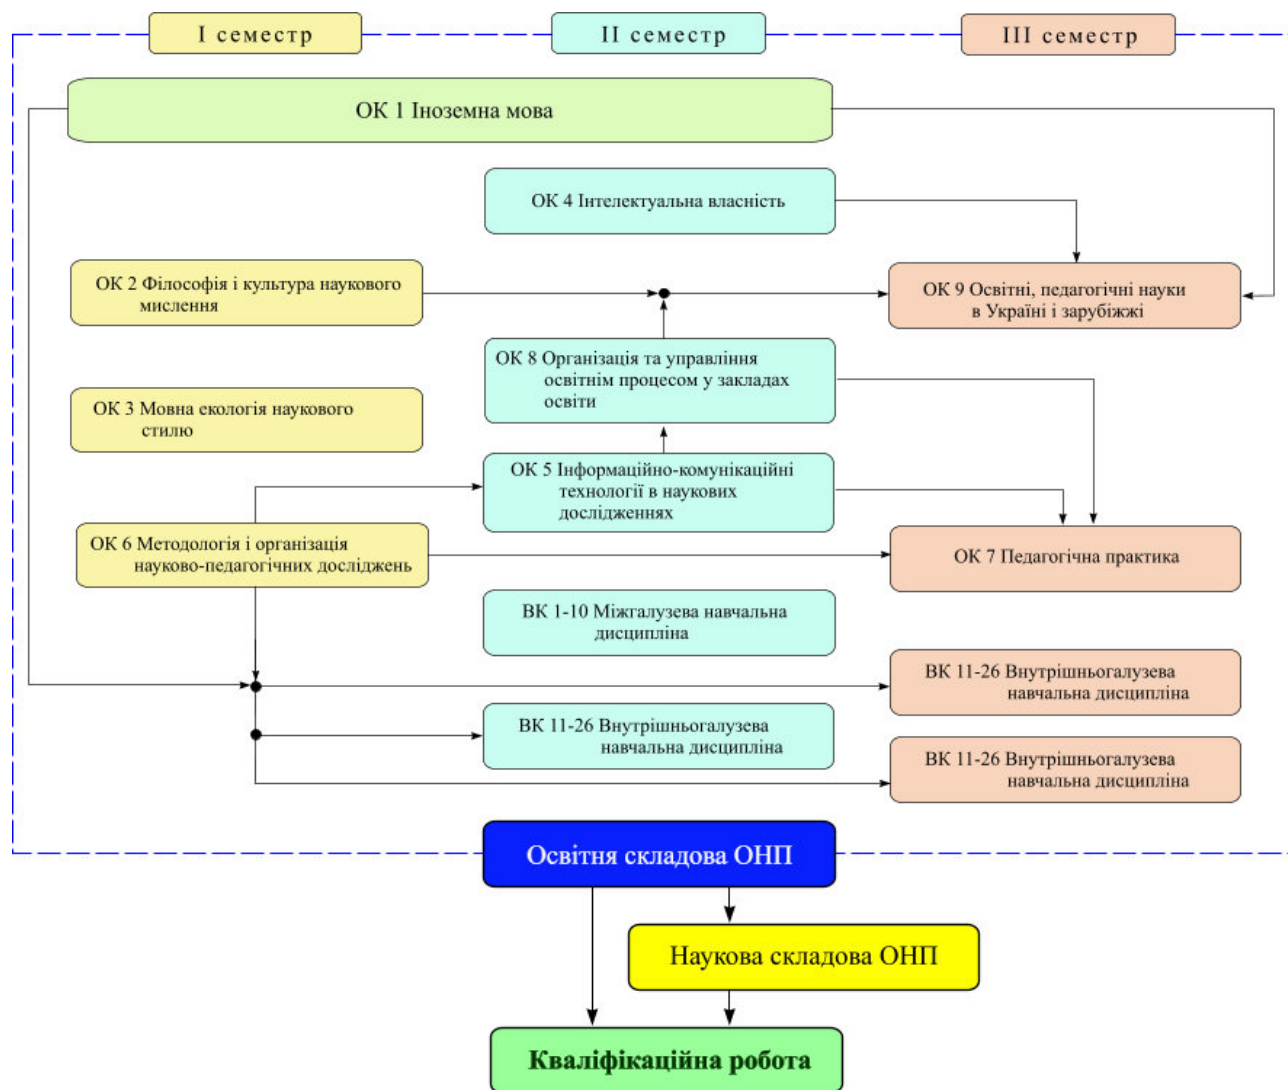 I семестр
II семестр
III семестр
ОК 1 Іноземна мова
ОК 4 Інтелектуальна власність
ОК 2 Філософія і культура наукового
мислення
ОК 9 Освітні, педагогічні науки
в Україні і зарубіжжі
ОК 8 Організація та управління
освітнім процесом у закладах
освіти
ОК 3 Мовна екологія наукового
стилю
ОК 5 Інформаційно-комунікаційні
технології в наукових
дослідженнях
ОК 6 Методологія і організація
науково-педагогічних досліджень
ОК 7 Педагогічна практика
ВК 1-10 Міжгалузева навчальна
дисципліна
ВК 11-26 Внутрішньогалузева
навчальна дисципліна
ВК 11-26 Внутрішньогалузева
навчальна дисципліна
ВК 11-26 Внутрішньогалузева
навчальна дисципліна
Освітня складова ОНП
Наукова складова ОНП
Кваліфікаційна робота